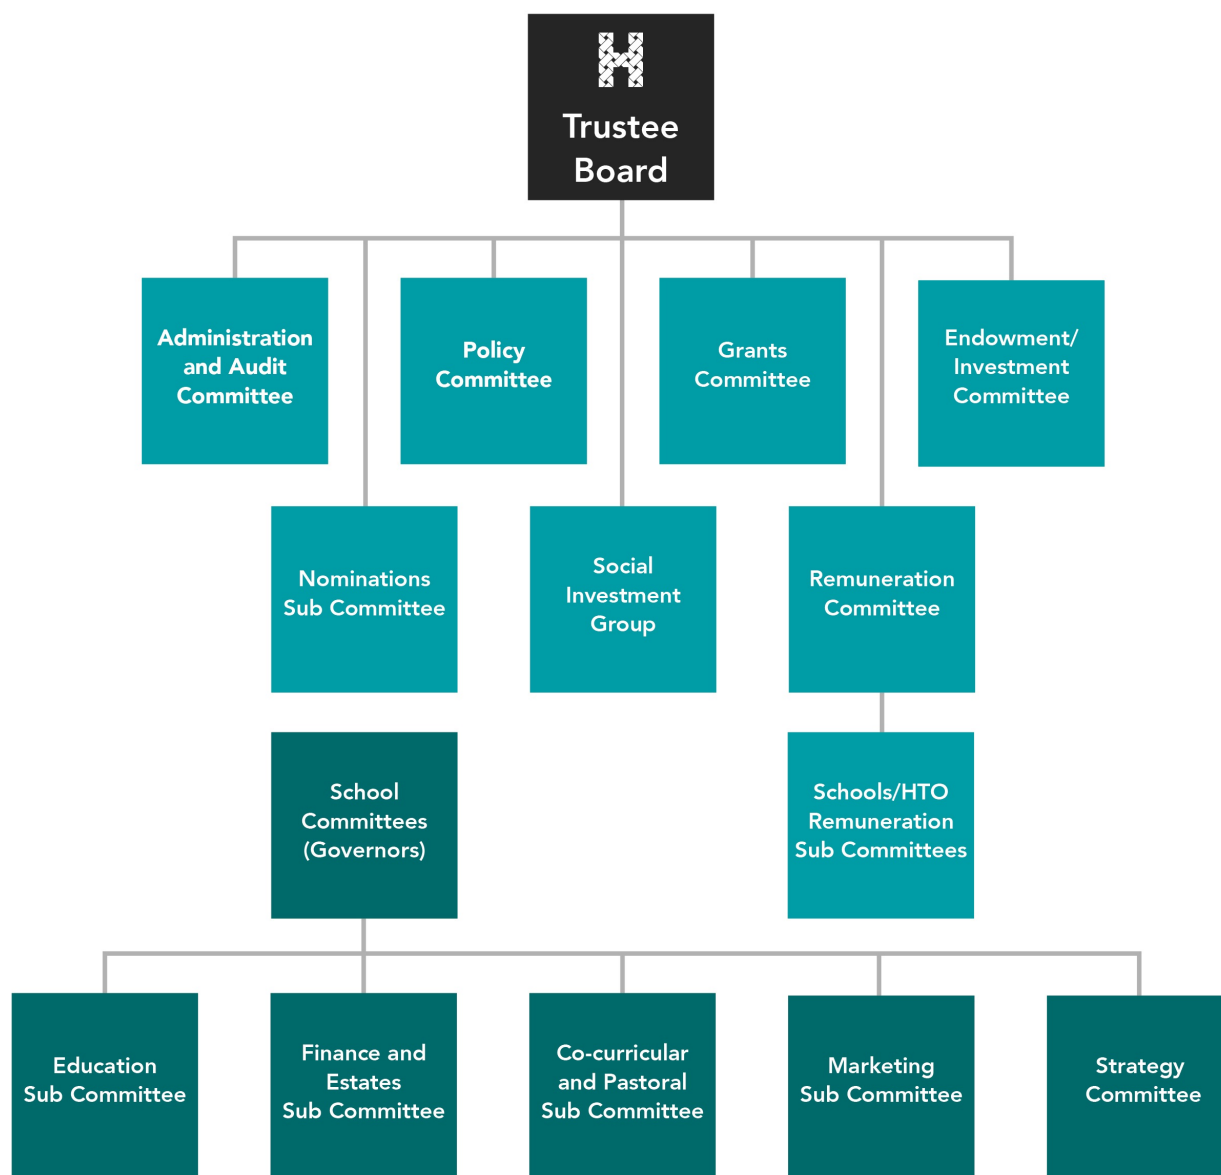 H
Trustee
Board
Administration
and Audit
Committee
Policy
Committee
Grants
Committee
Endowment/
Investment
Committee
Nominations
Sub Committee
Social
Investment
Group
Remuneration
Committee
School
Committees
(Governors)
Schools/HTO
Remuneration
Sub Committees
Education
Sub Committee
Finance and
Estates
Sub Committee
Co-curricular
and Pastoral
Sub Committee
Marketing
Sub Committee
Strategy
Committee